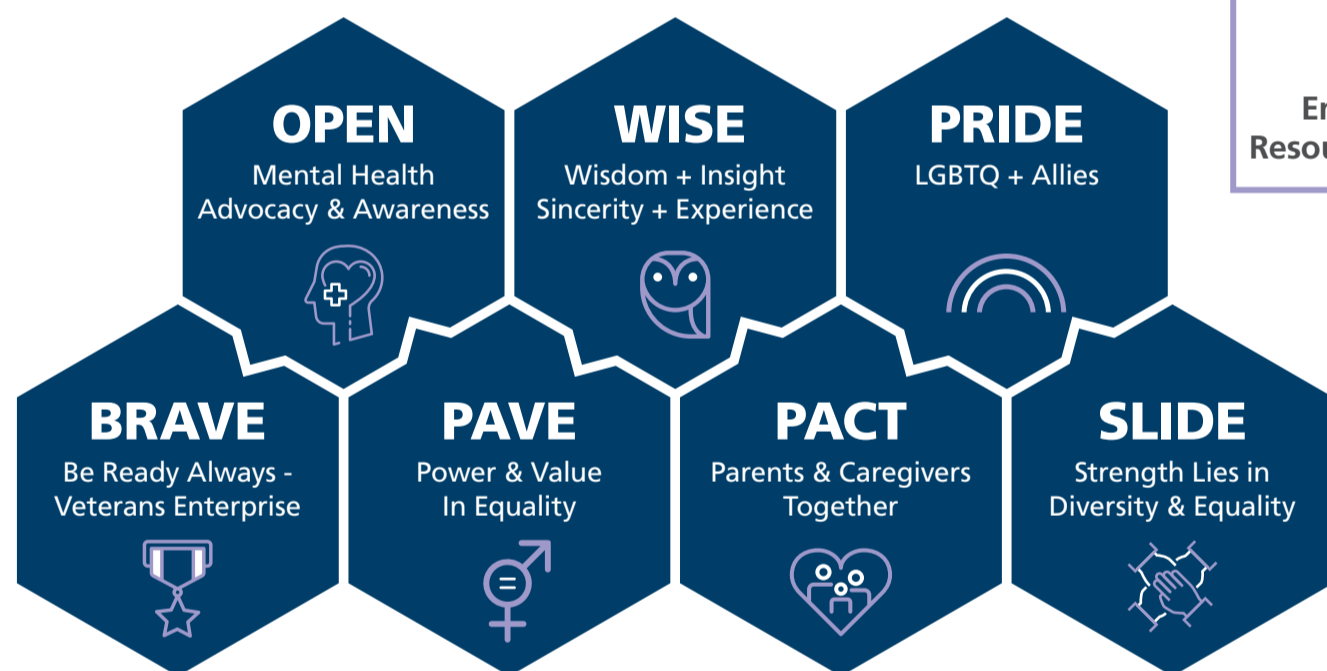 OPEN
Mental Health
Advocacy & Awareness
WISE
Wisdom + Insight
Sincerity + Experience
PRIDE
LGBTQ + Allies
BRAVE
Be Ready Always -
Veterans Enterprise
PAVE
Power & Value
In Equality
PACT
Parents & Caregivers
Together
SLIDE
Strength Lies in
Diversity & Equality